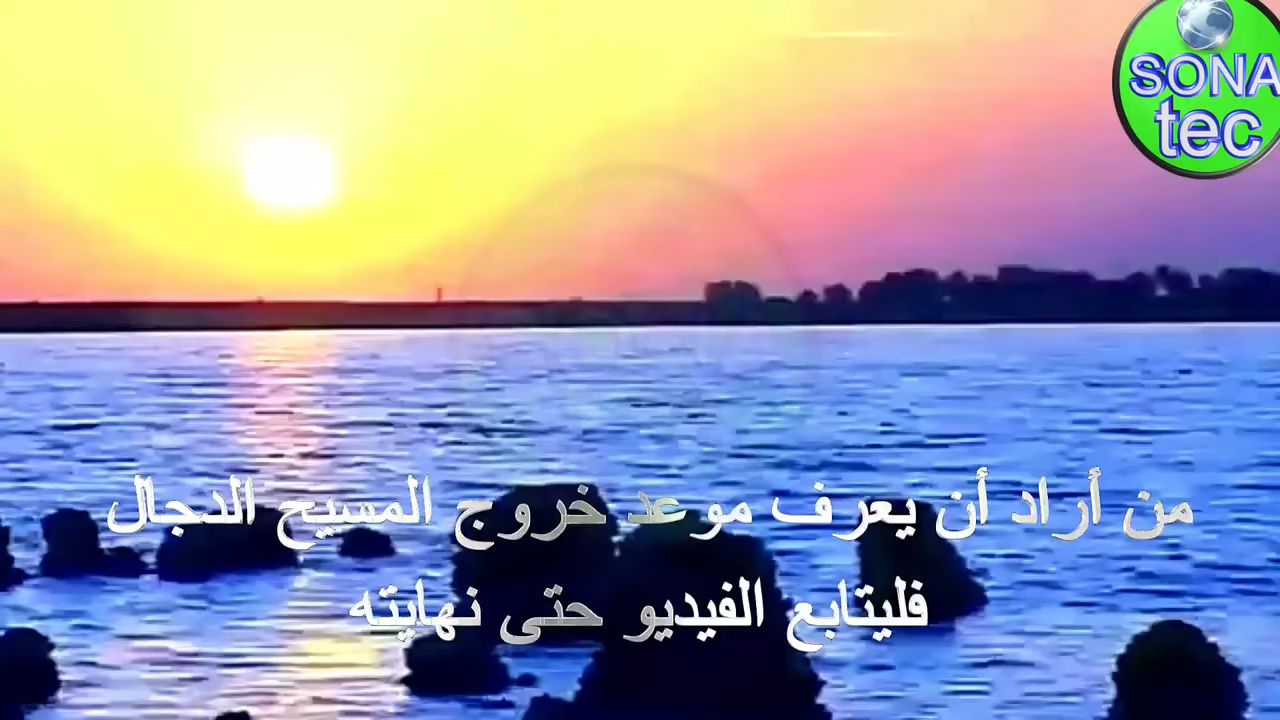 SONA
tec
من أراد أن يعرف موعد خروج المسيح الدجال
فليتابع الفيديو حتى نهايته